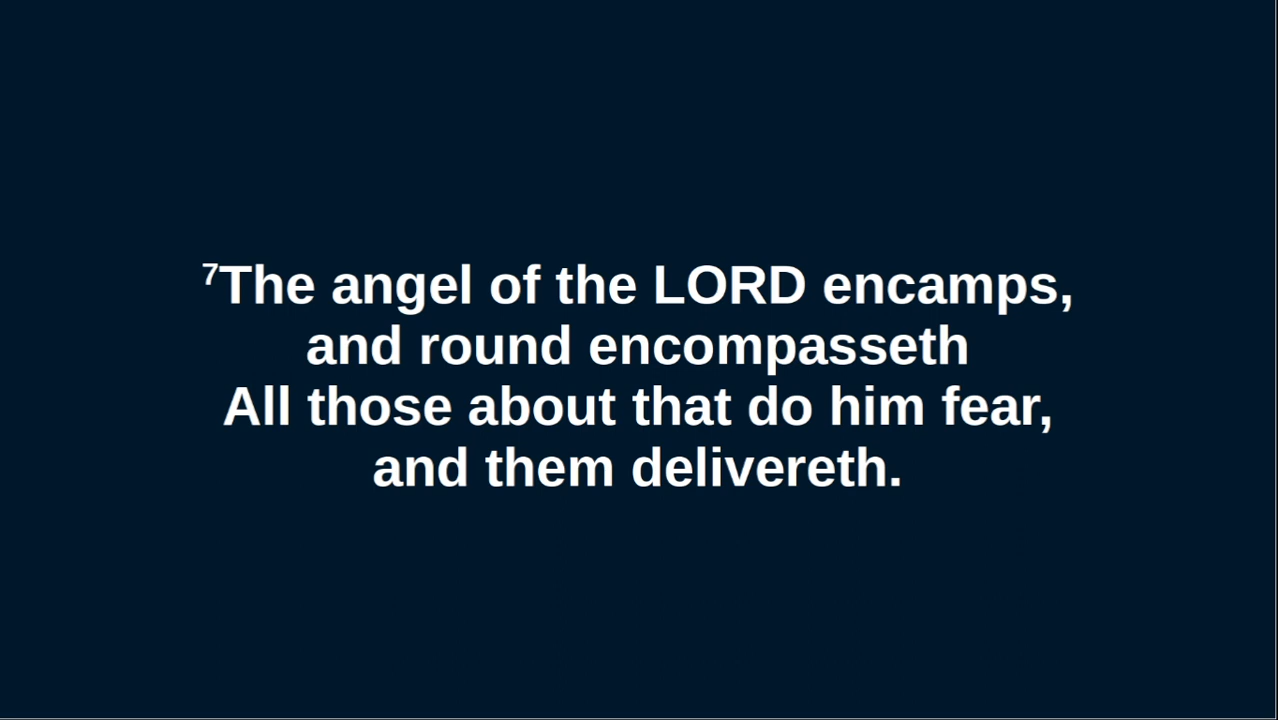 ⁷The angel of the LORD encamps,
and round encompasseth
All those about that do him fear,
and them delivereth.